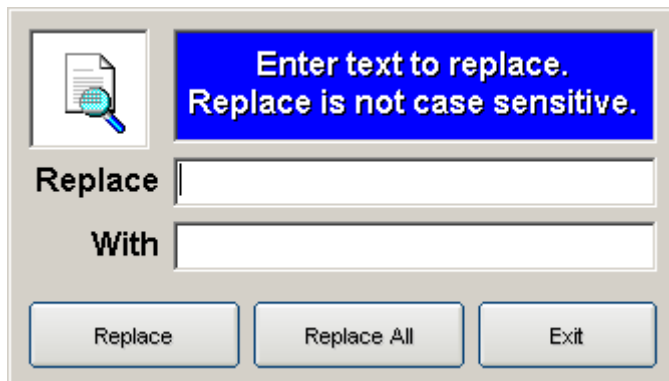 Enter text to replace.
Replace is not case sensitive.
Replace
With
Replace
Replace All
Exit